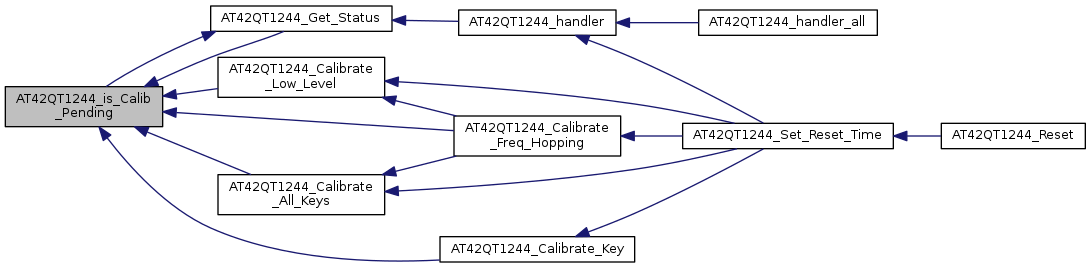 AT42QT1244_Get_Status
AT42QT1244_handler
AT42QT1244_handler_all
AT42QT1244_Calibrate
_Low_Level
AT42QT1244_is_Calib
_Pending
AT42QT1244_Calibrate
_Freq_Hopping
AT42QT1244_Set_Reset_Time
AT42QT1244_Reset
AT42QT1244_Calibrate
_All_Keys
AT42QT1244_Calibrate_Key